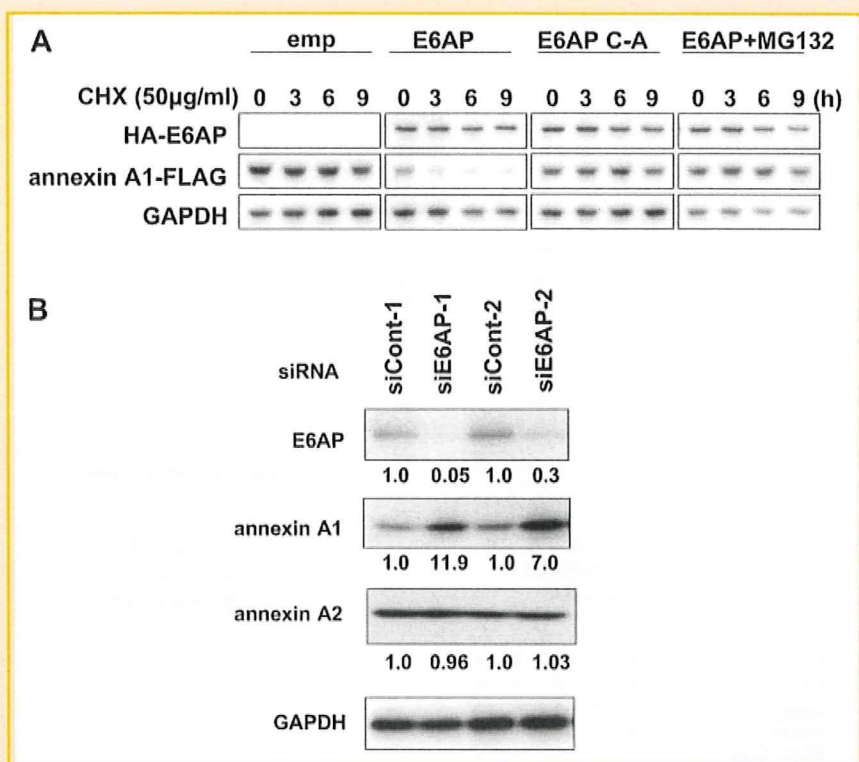 A
emp E6AP E6AP C-A E6AP+MG132
CHX (50µg/ml) 0 3 6 9 0 3 6 9 0 3 6 9 0 3 6 9 (h)
HA-E6AP
annexin A1-FLAG
GAPDH
B
siRNA siCont-1 siE6AP-1 siCont-2 siE6AP-2
E6AP
1.0 0.05 1.0 0.3
annexin A1
1.0 11.9 1.0 7.0
annexin A2
1.0 0.96 1.0 1.03
GAPDH